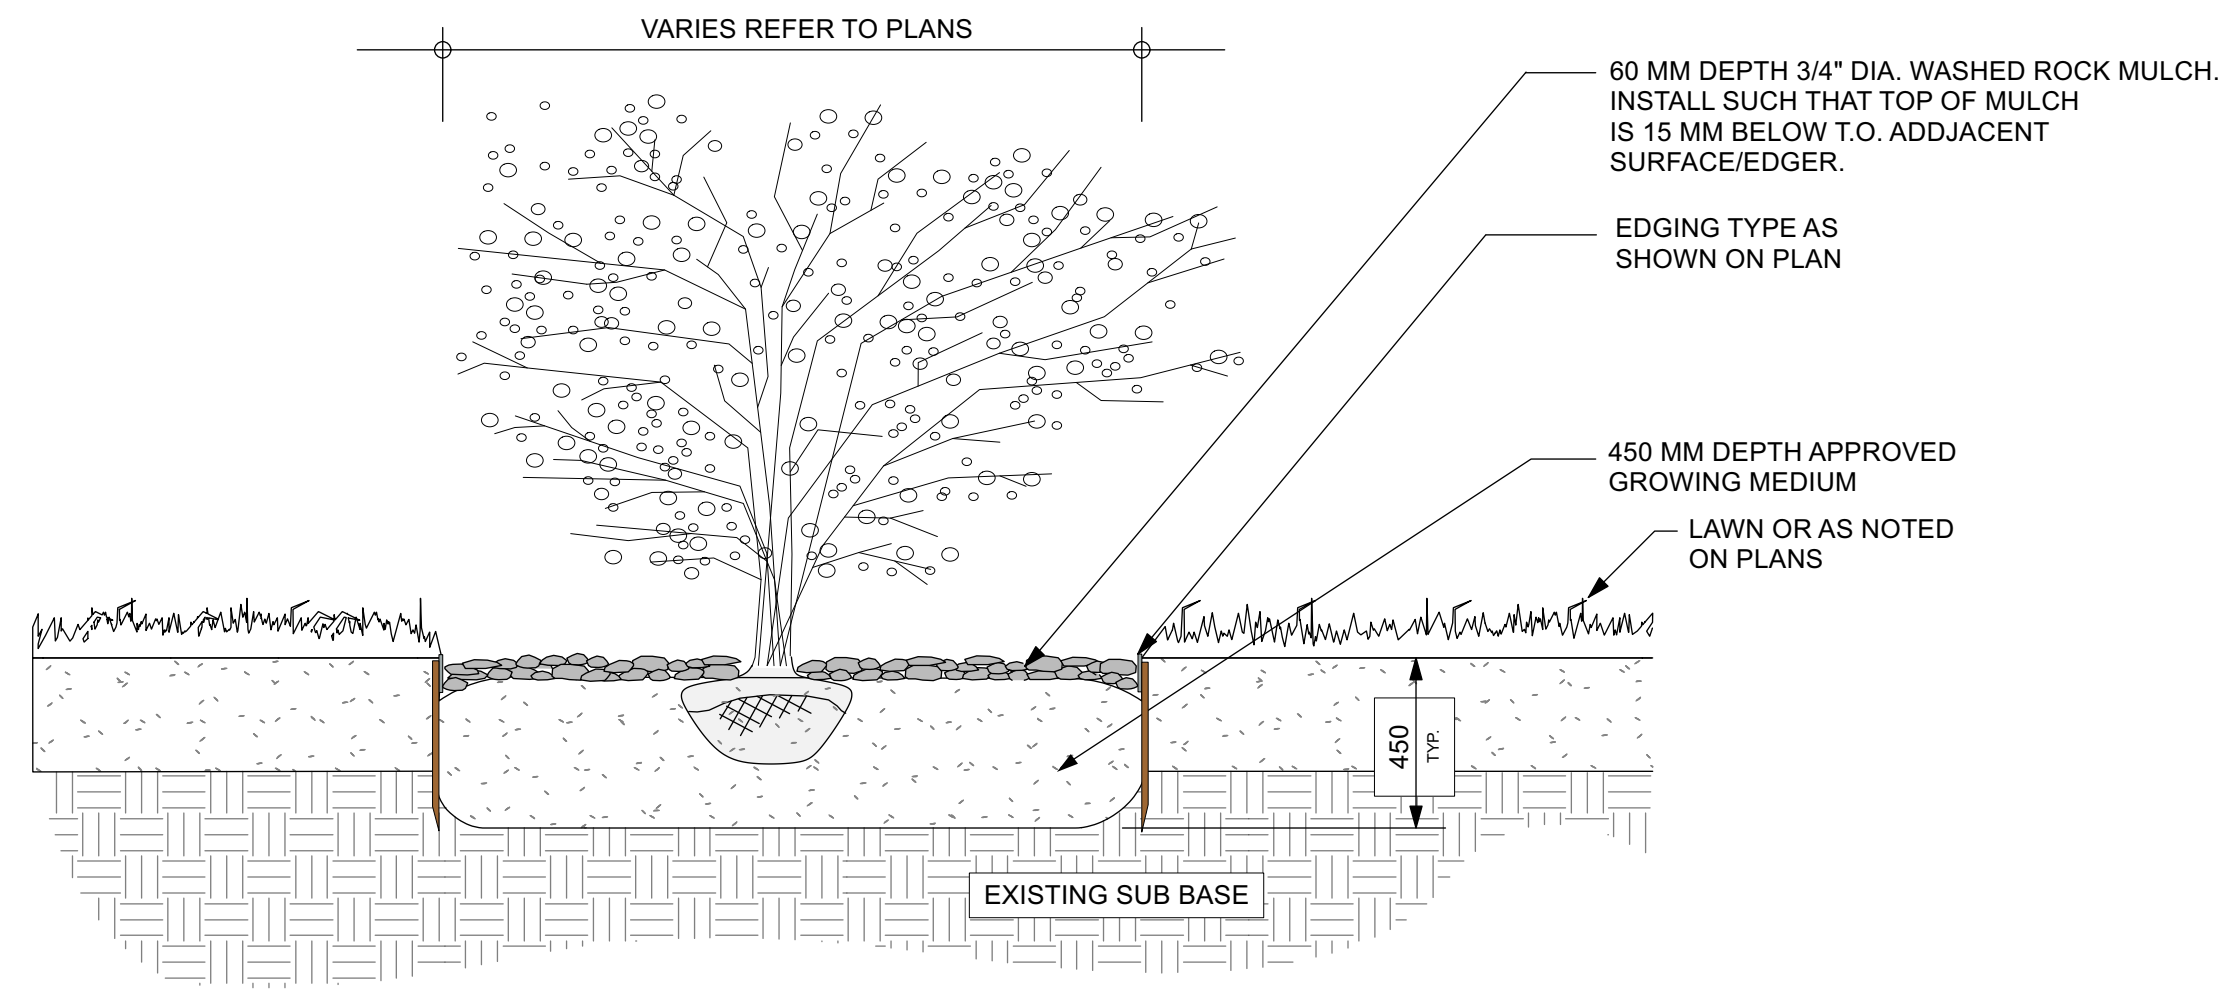 VARIES REFER TO PLANS
60 MM DEPTH 3/4" DIA. WASHED ROCK MULCH.
INSTALL SUCH THAT TOP OF MULCH
IS 15 MM BELOW T.O. ADDJACENT
SURFACE/EDGER.
EDGING TYPE AS
SHOWN ON PLAN
450 MM DEPTH APPROVED
GROWING MEDIUM
LAWN OR AS NOTED
ON PLANS
450
TYP.
EXISTING SUB BASE